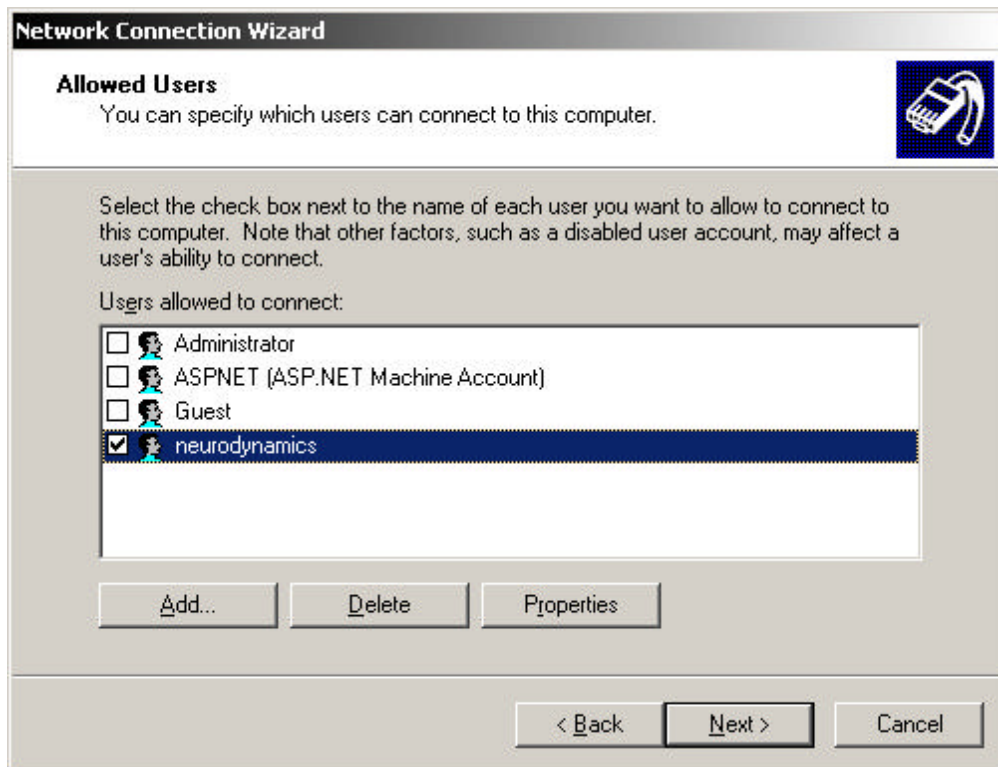 Network Connection Wizard
Allowed Users
You can specify which users can connect to this computer.
Select the check box next to the name of each user you want to allow to connect to
this computer.  Note that other factors, such as a disabled user account, may affect a
user's ability to connect.
Users allowed to connect:
Administrator
ASPNET (ASP.NET Machine Account)
Guest
neurodynamics
Add... Delete Properties
< Back Next > Cancel